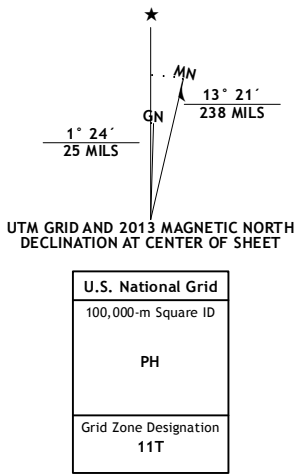 ★
MN
GN
13° 21´
238 MILS
1° 24´
25 MILS
UTM GRID AND 2013 MAGNETIC NORTH
DECLINATION AT CENTER OF SHEET
U.S. National Grid
100,000-m Square ID
PH
Grid Zone Designation
11T